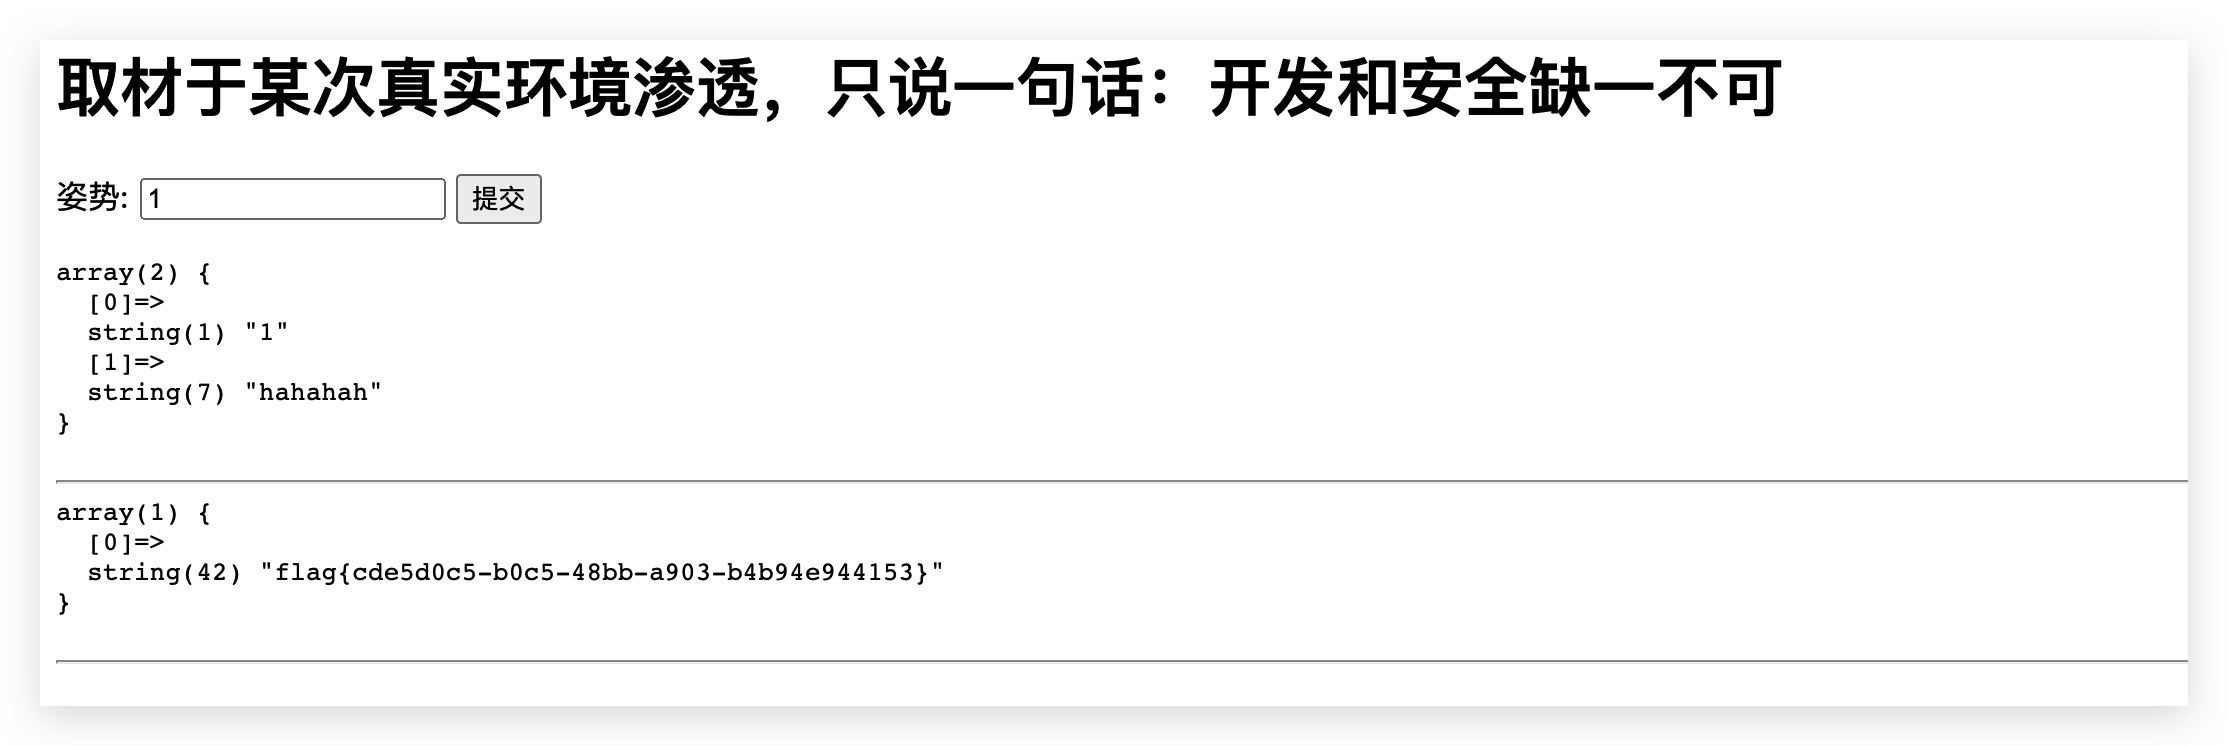 取材于某次真实环境渗透，只说一句话：开发和安全缺一不可
姿势: 1 提交
array(2) {
  [0]=>
  string(1) "1"
  [1]=>
  string(7) "hahahah"
}
array(1) {
  [0]=>
  string(42) "flag{cde5d0c5-b0c5-48bb-a903-b4b94e944153}"
}